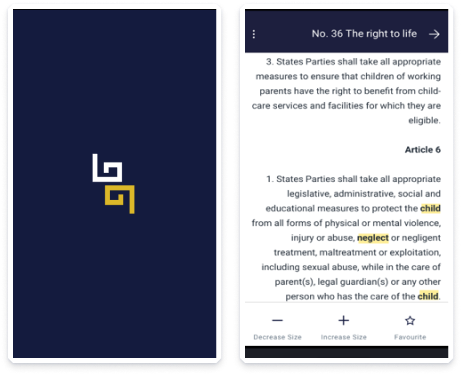 No. 36 The right to life
3. States Parties shall take all appropriate
measures to ensure that children of working
parents have the right to benefit from child-
care services and facilities for which they are
eligible.
Article 6
1. States Parties shall take all appropriate
legislative, administrative, social and
educational measures to protect the child
from all forms of physical or mental violence,
injury or abuse, neglect or negligent
treatment, maltreatment or exploitation,
including sexual abuse, while in the care of
parent(s), legal guardian(s) or any other
person who has the care of the child.
Decrease Size
Increase Size
Favourite